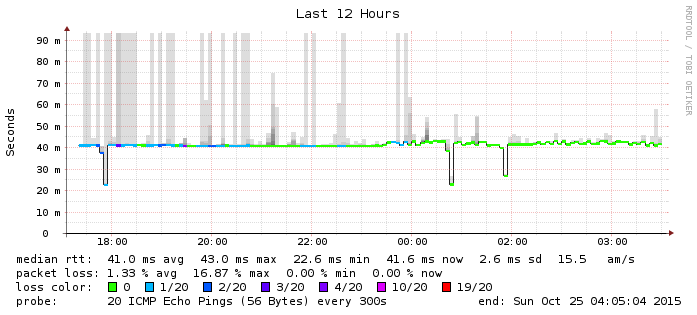 Last 12 Hours
RRDTOOL / TOBI OETIKER
Seconds
90 m
80 m
70 m
60 m
50 m
40 m
30 m
20 m
10 m
0
18:00 20:00 22:00 00:00 02:00 03:00
median rtt: 41.0 ms avg 43.0 ms max 22.6 ms min 41.6 ms now 2.6 ms sd 15.5 am/s
packet loss: 1.33 % avg 16.87 % max 0.00 % min 0.00 % now
loss color: 0 1/20 2/20 3/20 4/20 10/20 19/20
probe: 20 ICMP Echo Pings (56 Bytes) every 300s end: Sun Oct 25 04:05:04 2015